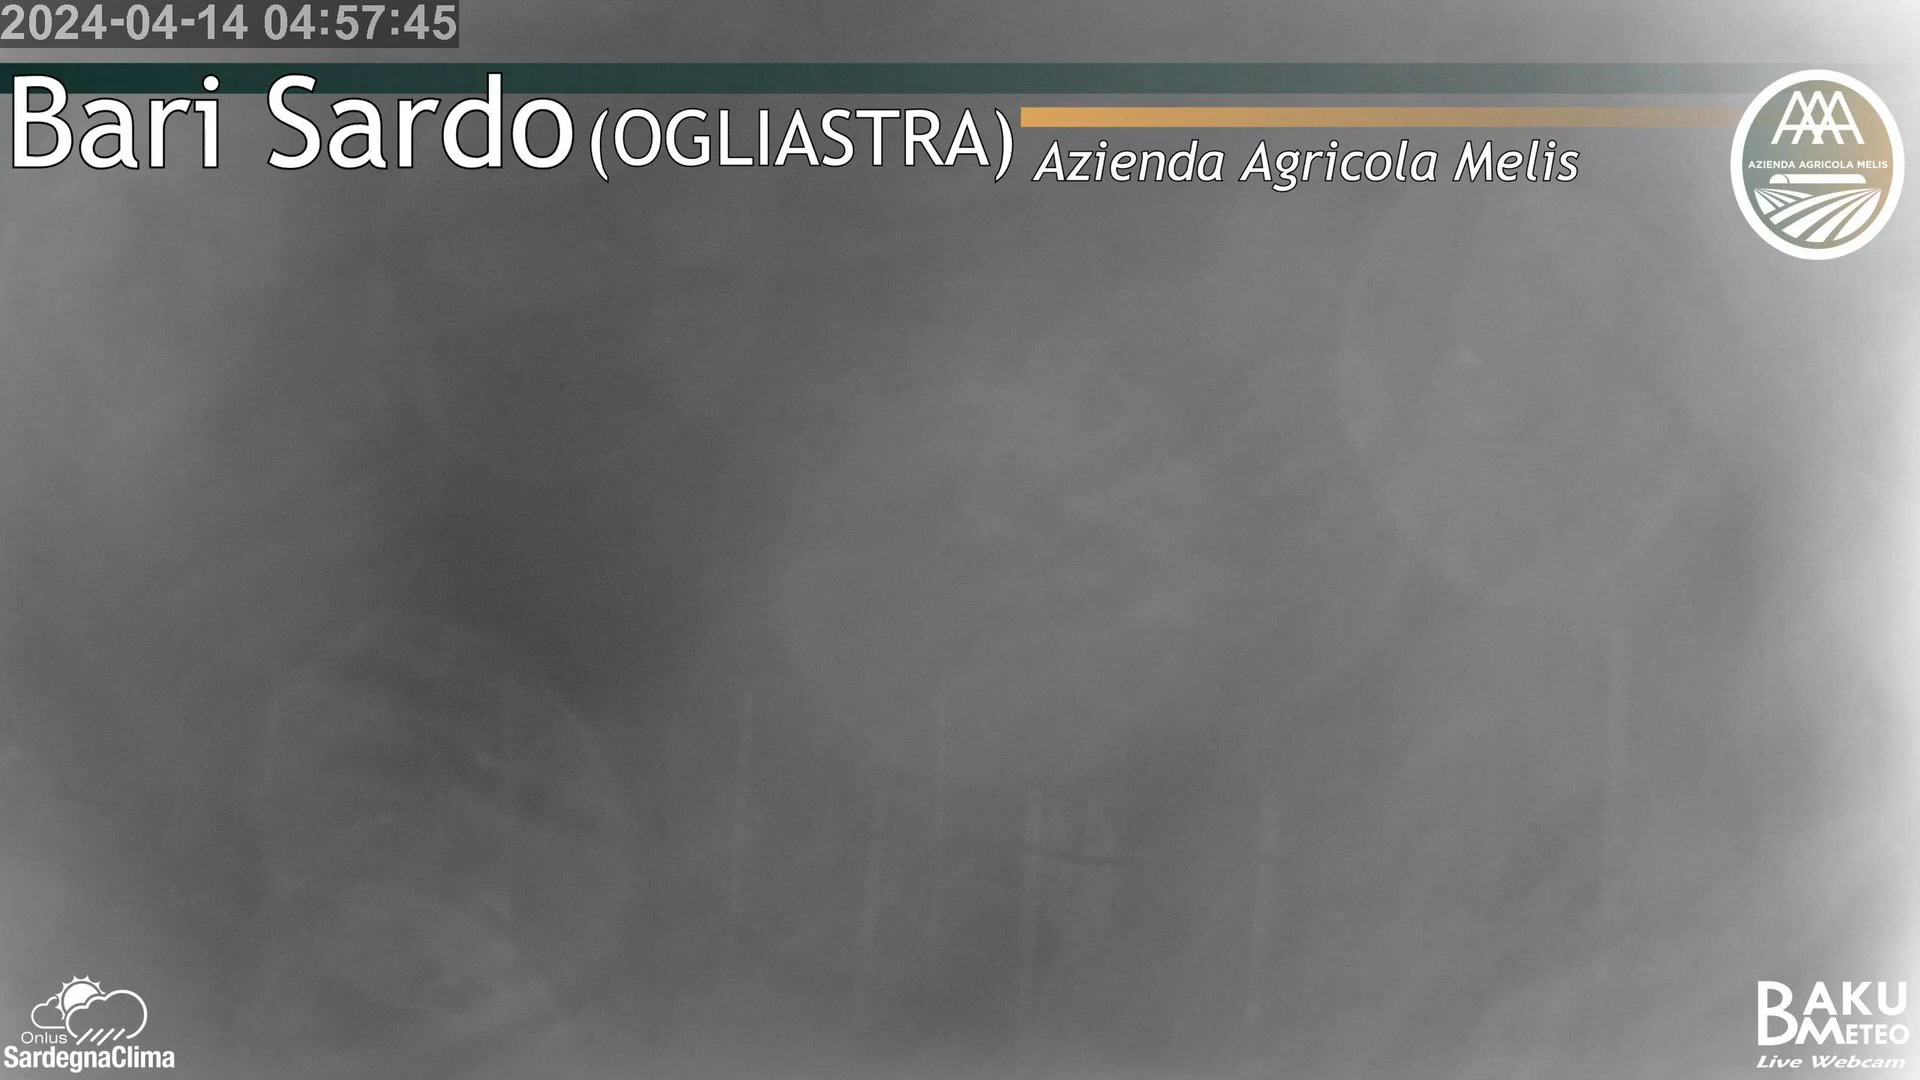 2024-04-14 04:57:45
Bari Sardo (OGLIASTRA)
Azienda Agricola Melis
AZIENDA AGRICOLA MELIS
Onlus
SardegnaClima
BAKU
METEO
Live Webcam